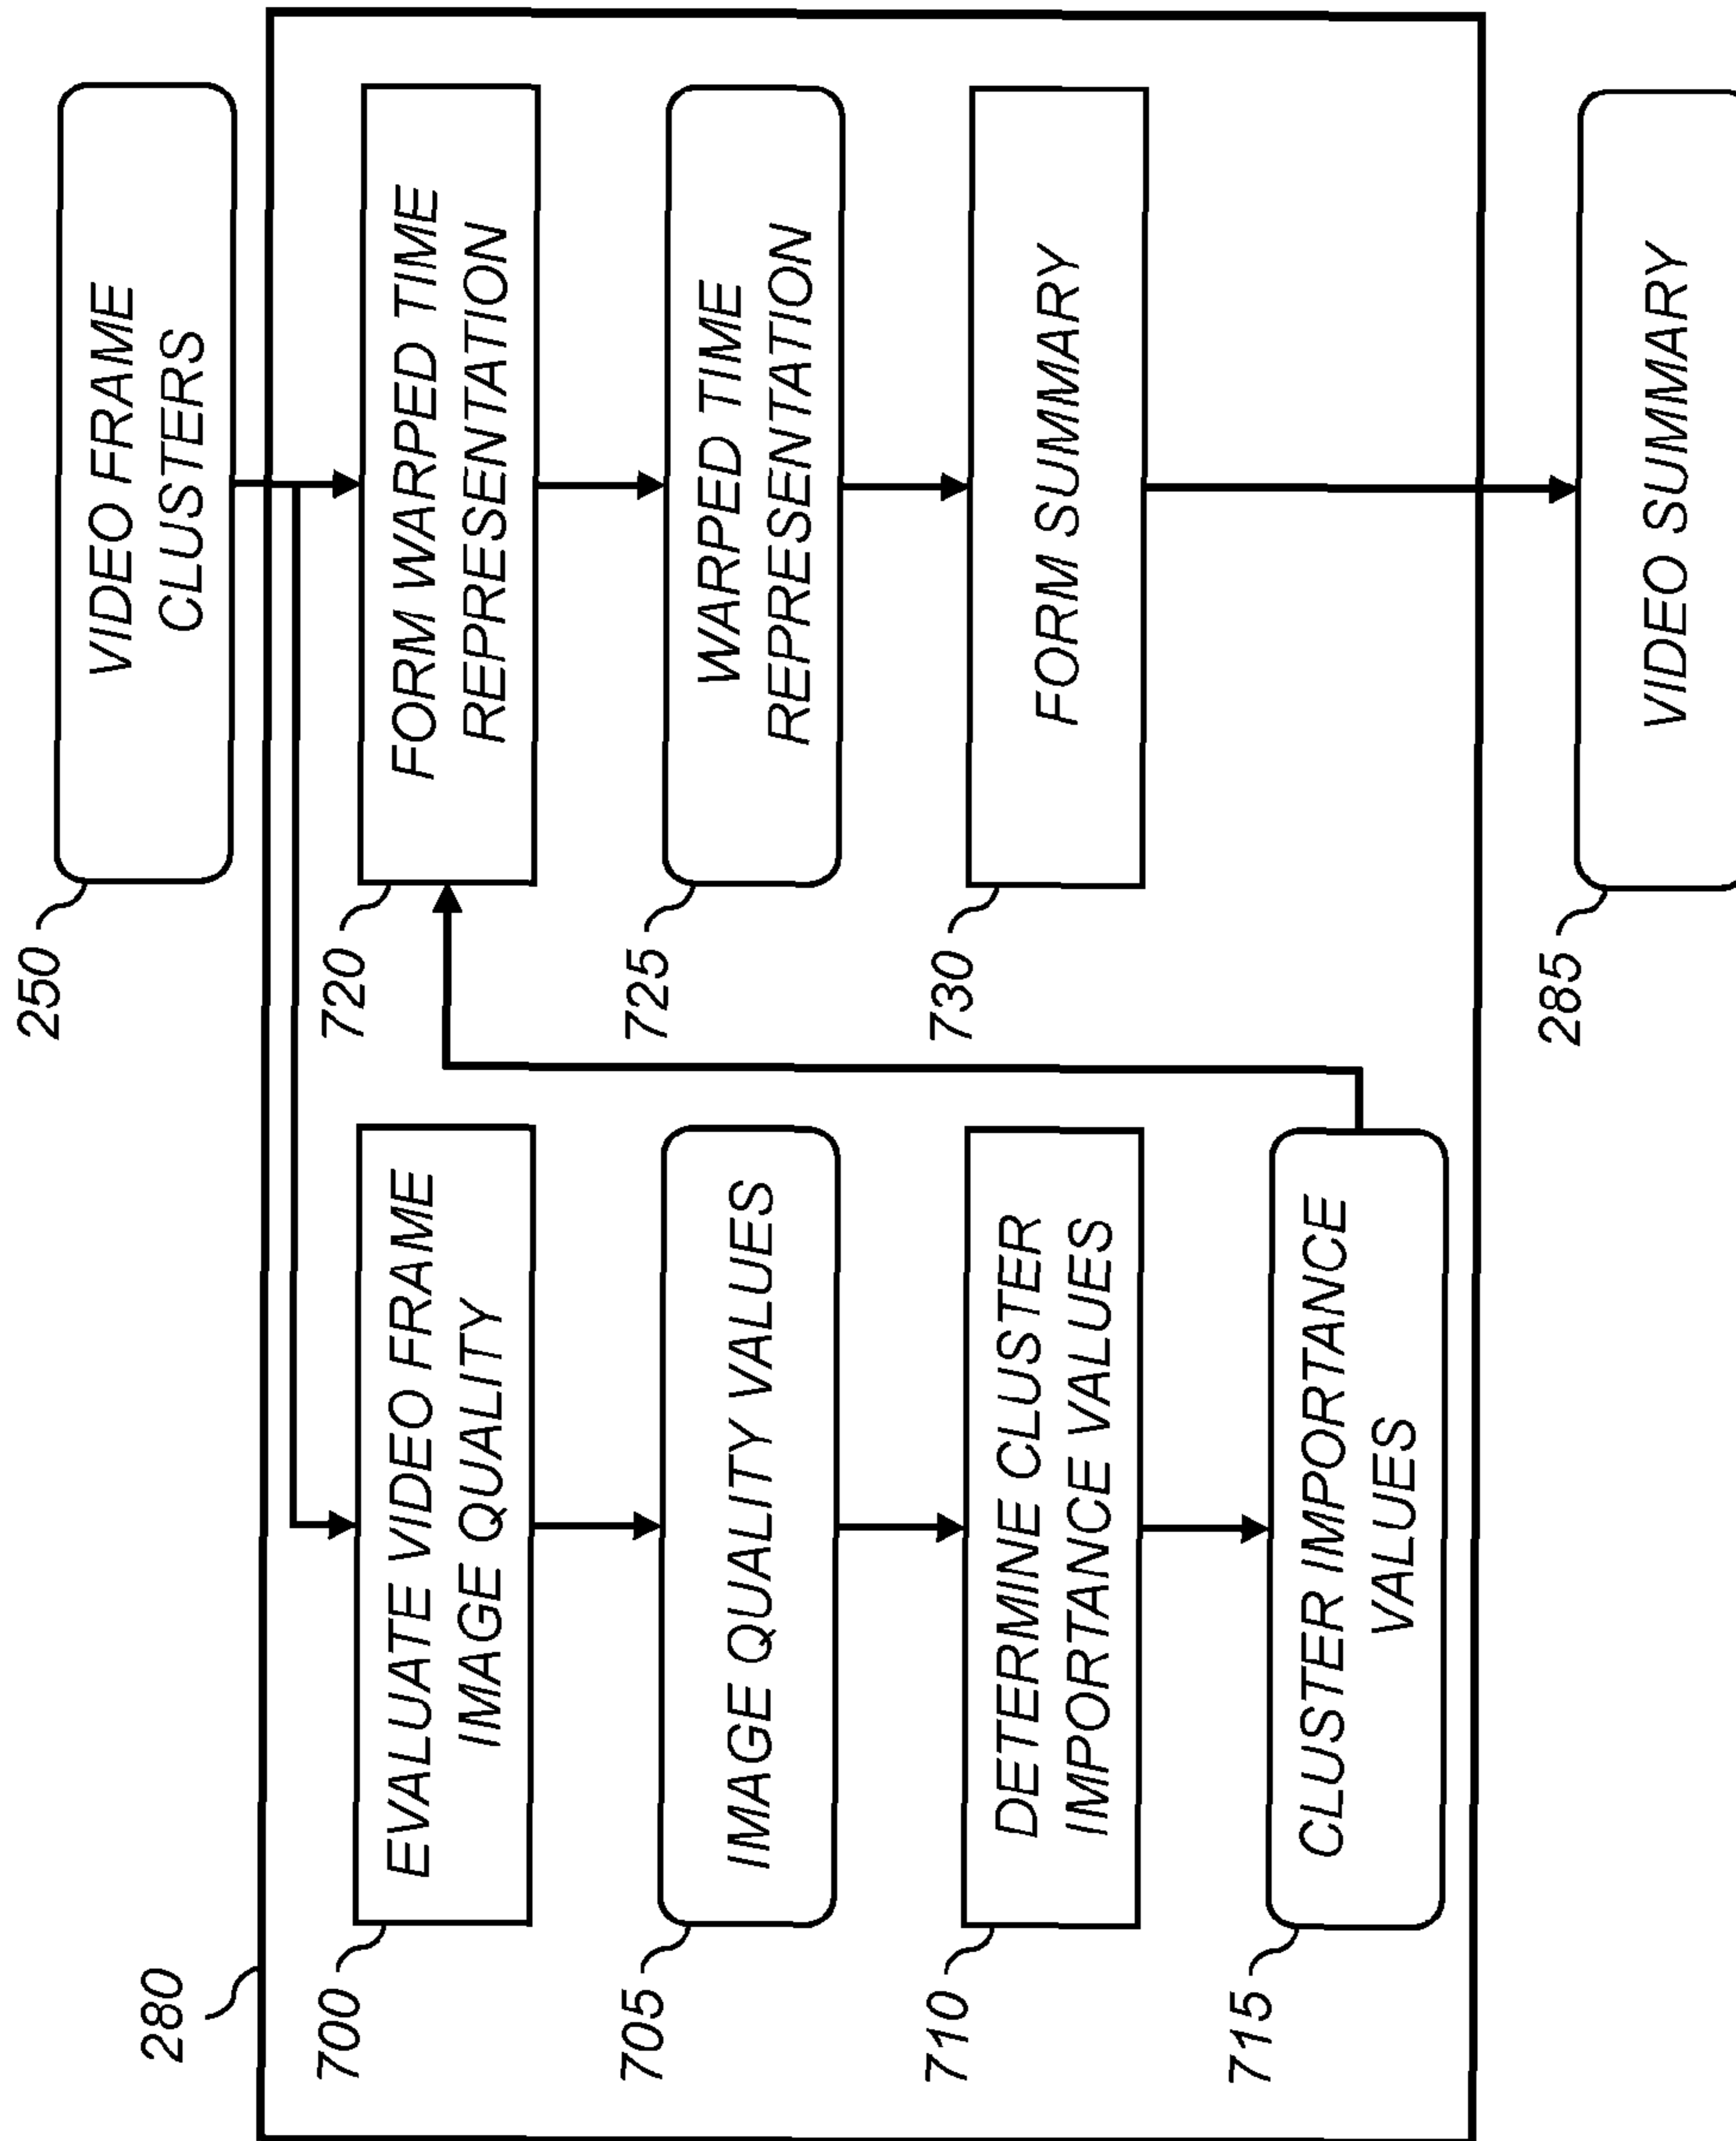 250
VIDEO FRAME
CLUSTERS
280
700
EVALUATE VIDEO FRAME
IMAGE QUALITY
720
FORM WARPED TIME
REPRESENTATION
705
IMAGE QUALITY VALUES
725
WARPED TIME
REPRESENTATION
710
DETERMINE CLUSTER
IMPORTANCE VALUES
730
FORM SUMMARY
715
CLUSTER IMPORTANCE
VALUES
285
VIDEO SUMMARY